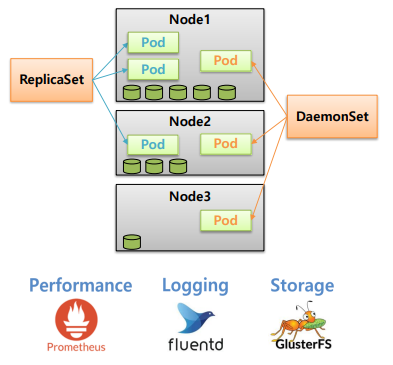 Node1
Pod
Pod
Pod
ReplicaSet
Node2
Pod
Pod
DaemonSet
Node3
Pod
Performance
Logging
Storage
Prometheus
fluentd
GlusterFS